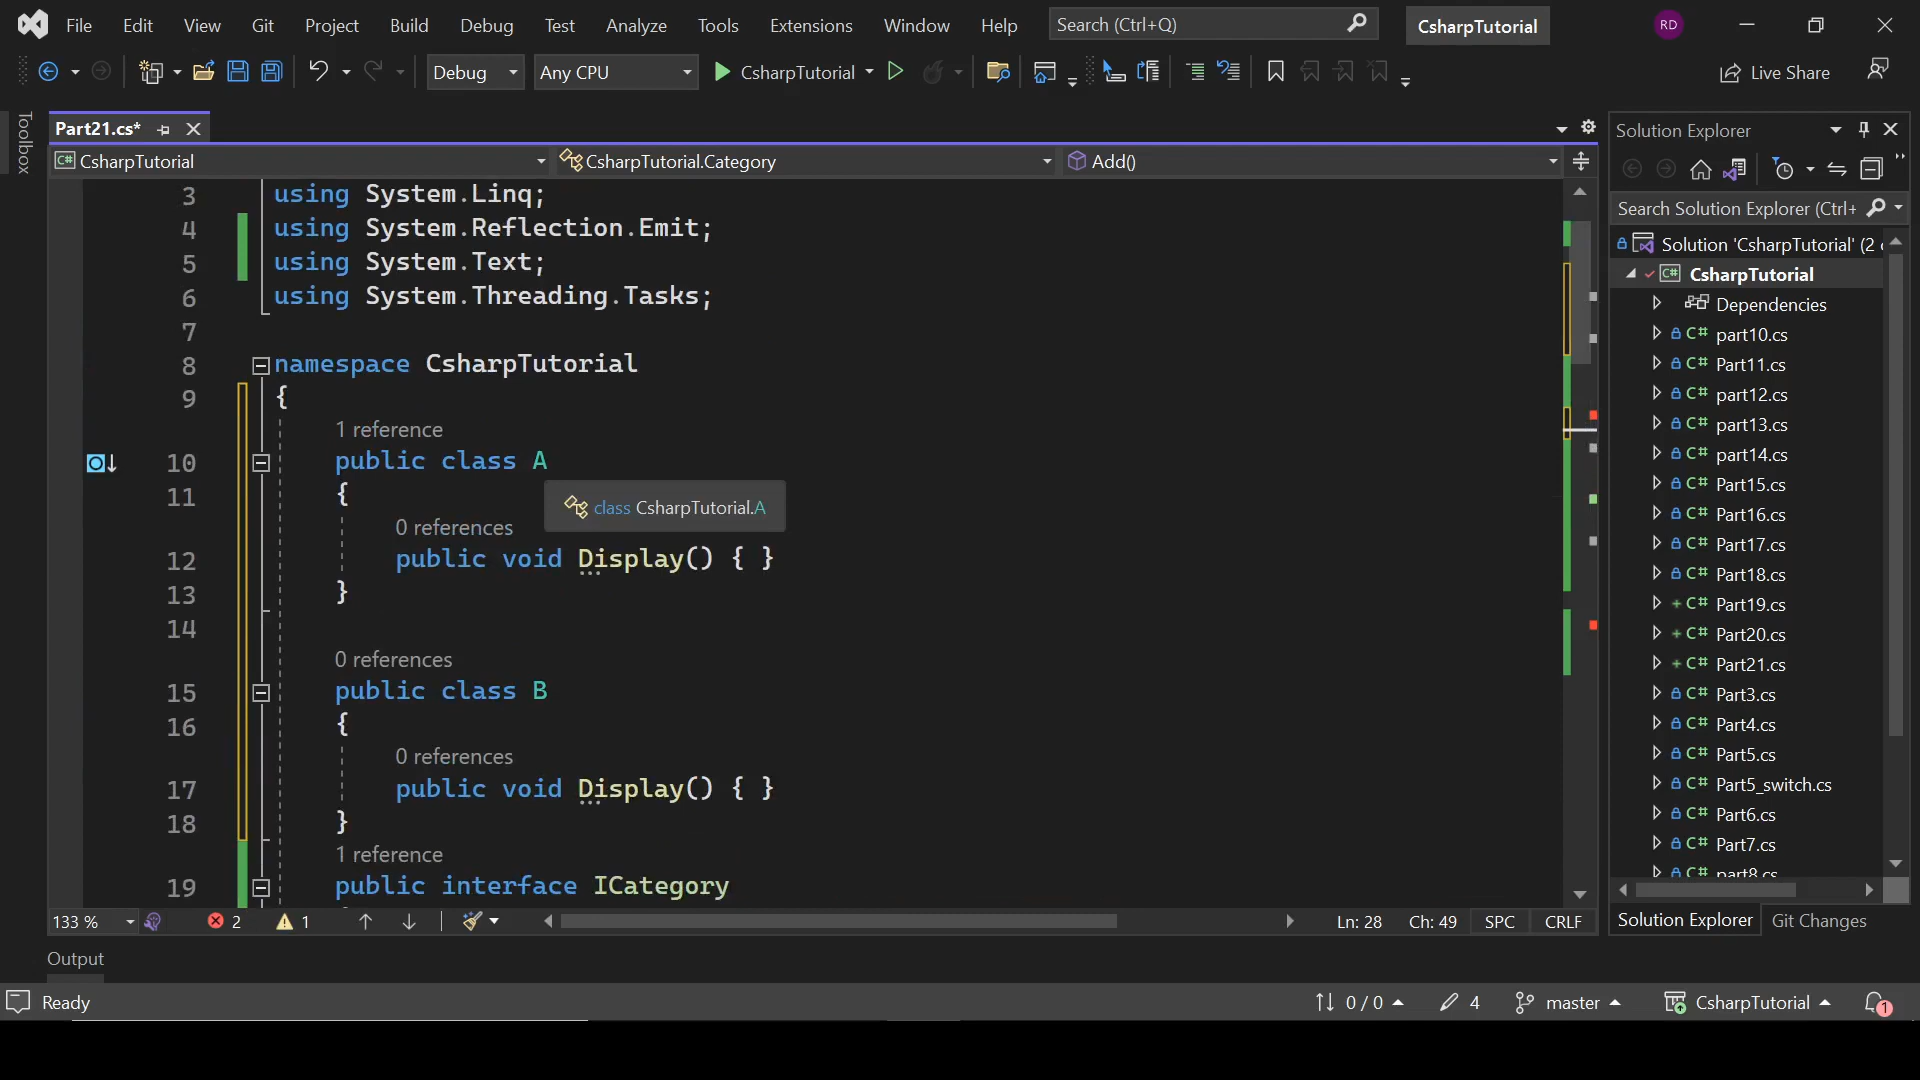 File Edit View Git Project Build Debug Test Analyze Tools Extensions Window Help Search (Ctrl+Q) CsharpTutorial RD
Debug Any CPU CsharpTutorial Live Share
Toolbox
Part21.cs*
CsharpTutorial CsharpTutorial.Category Add()
3 using System.Linq;
4 using System.Reflection.Emit;
5 using System.Text;
6 using System.Threading.Tasks;
7
8 namespace CsharpTutorial
9 {
1 reference
10 public class A
11 {
class CsharpTutorial.A
0 references
12 public void Display() { }
13 }
14
0 references
15 public class B
16 {
0 references
17 public void Display() { }
18 }
1 reference
19 public interface ICategory
133 % 2 1 Ln: 28 Ch: 49 SPC CRLF
Solution Explorer
Search Solution Explorer (Ctrl+
Solution 'CsharpTutorial' (2
C# CsharpTutorial
Dependencies
C# part10.cs
C# Part11.cs
C# part12.cs
C# part13.cs
C# part14.cs
C# Part15.cs
C# Part16.cs
C# Part17.cs
C# Part18.cs
+ C# Part19.cs
+ C# Part20.cs
+ C# Part21.cs
C# Part3.cs
C# Part4.cs
C# Part5.cs
C# Part5_switch.cs
C# Part6.cs
C# Part7.cs
C# part8.cs
Solution Explorer Git Changes
Output
Ready 0 / 0 4 master CsharpTutorial 1